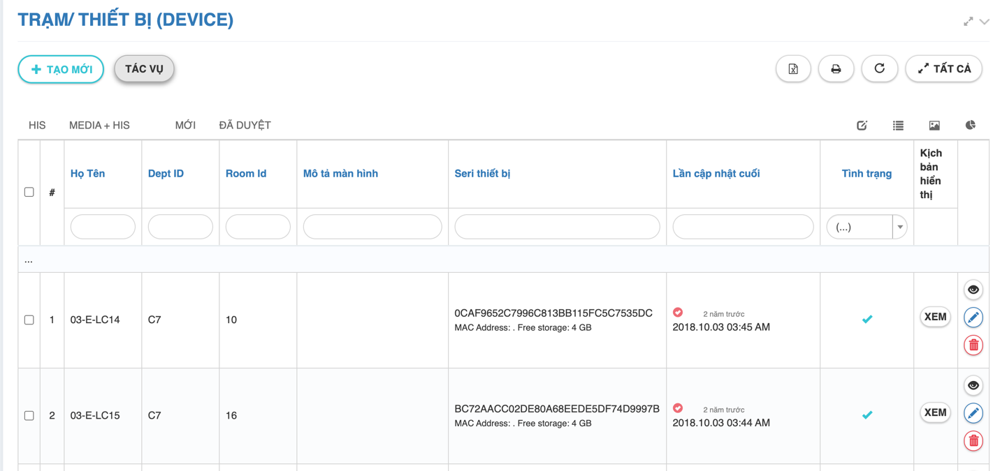 TRẠM/ THIẾT BỊ (DEVICE)
+ TẠO MỚI TÁC VỤ TẤT CẢ
HIS MEDIA + HIS MỚI ĐÃ DUYỆT
# Họ Tên Dept ID Room Id Mô tả màn hình Seri thiết bị Lần cập nhật cuối Tình trạng Kịch bản hiển thị
(...)
...
1 03-E-LC14 C7 10 0CAF9652C7996C813BB115FC5C7535DC 2 năm trước XEM
MAC Address: . Free storage: 4 GB 2018.10.03 03:45 AM
2 03-E-LC15 C7 16 BC72AACC02DE80A68EEDE5DF74D9997B 2 năm trước XEM
MAC Address: . Free storage: 4 GB 2018.10.03 03:44 AM